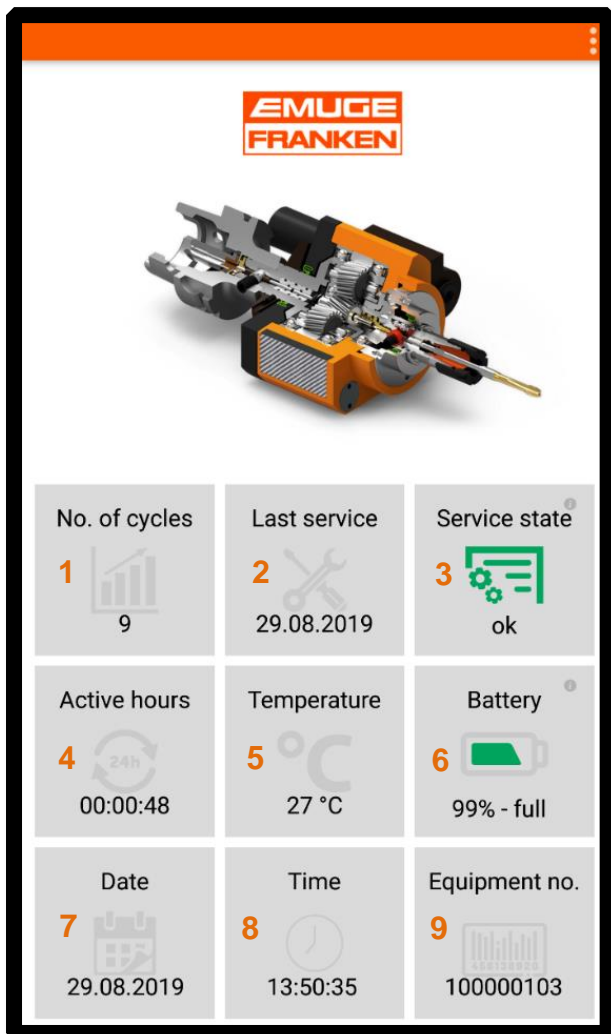 EMUGE
FRANKEN
No. of cycles
1
9
Last service
2
29.08.2019
Service state
3
ok
Active hours
4
24h
00:00:48
Temperature
5
°C
27 °C
Battery
6
99% - full
Date
7
29.08.2019
Time
8
13:50:35
Equipment no.
9
100000103